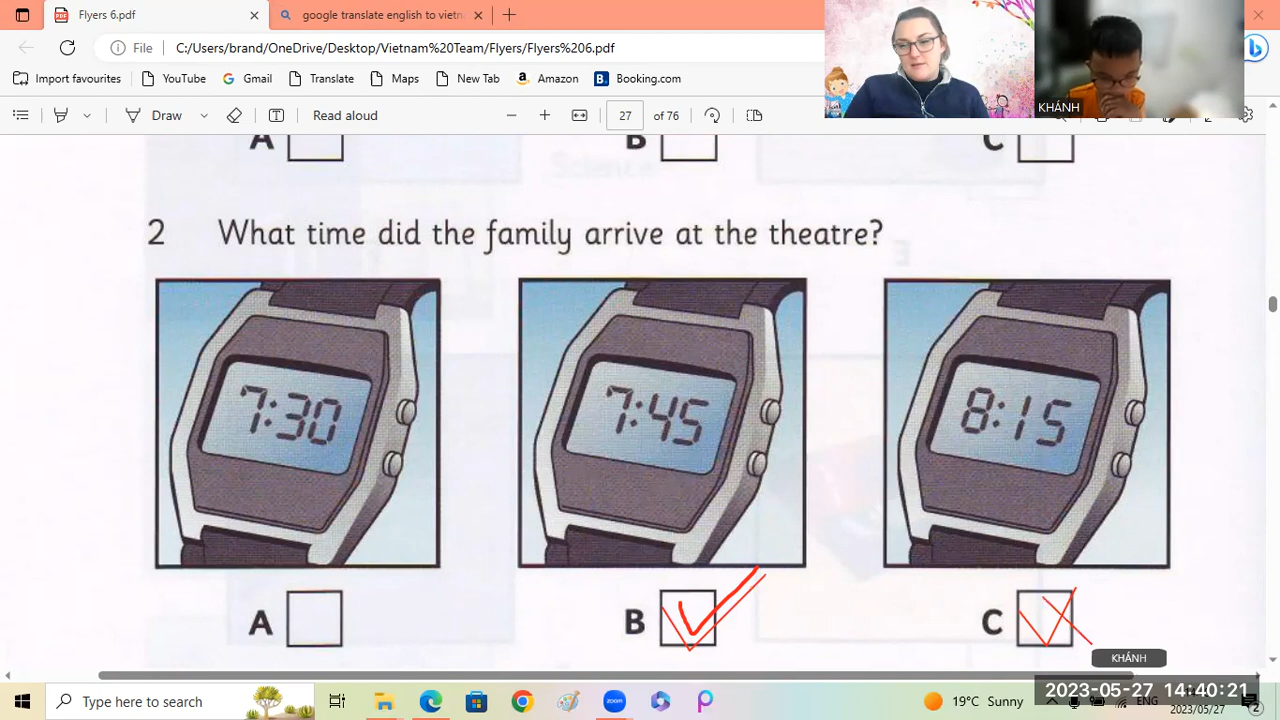 Flyers 6.pdf
google translate english to vietn
File
C:/Users/brand/OneDrive/Desktop/Vietnam%20Team/Flyers/Flyers%206.pdf
Import favourites
YouTube
Gmail
Translate
Maps
New Tab
Amazon
Booking.com
KHÁNH
Draw
Read aloud
27
of 76
A
B
C
2 What time did the family arrive at the theatre?
7:30
7:45
8:15
A
B
C
KHÁNH
Type here to search
19°C Sunny
ENG
2023-05-27 14:40:21
2023/05/27
2